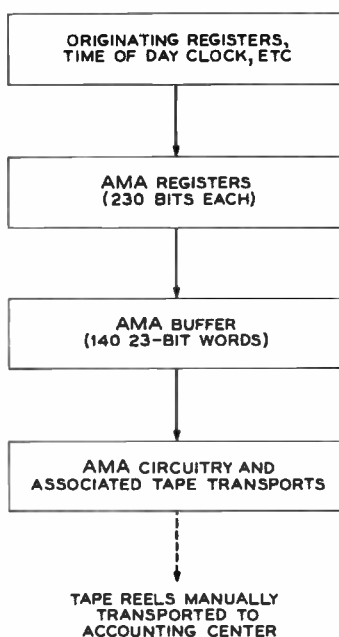 ORIGINATING REGISTERS,
TIME OF DAY CLOCK, ETC
AMA REGISTERS
(230 BITS EACH)
AMA BUFFER
(140 23-BIT WORDS)
AMA CIRCUITRY AND
ASSOCIATED TAPE TRANSPORTS
TAPE REELS MANUALLY
TRANSPORTED TO
ACCOUNTING CENTER